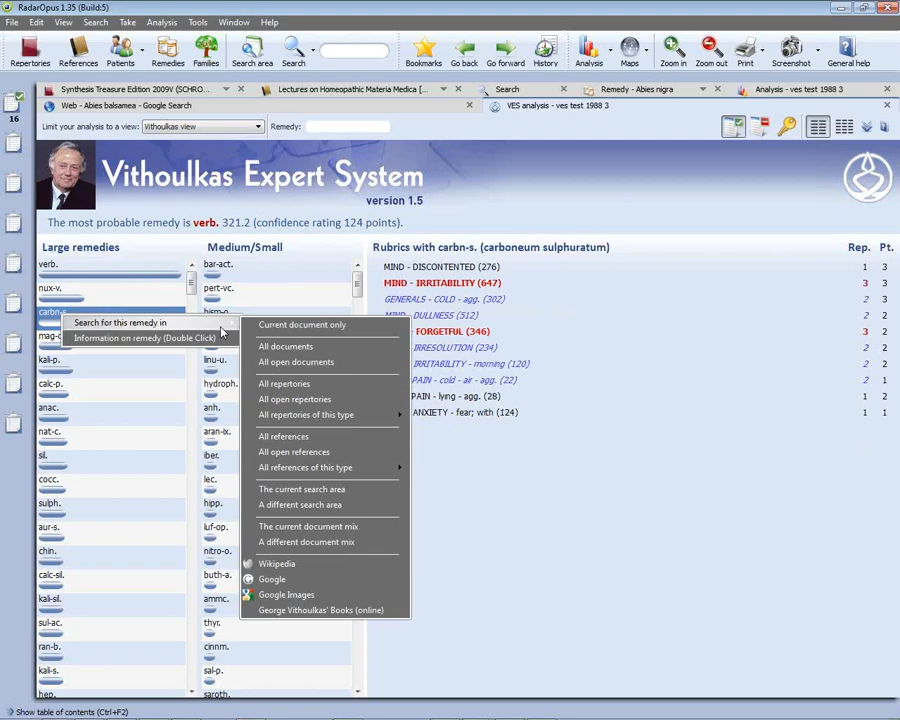 RadarOpus 1.35 (Build:5)
File Edit View Search Take Analysis Tools Window Help
Repertories References Patients Remedies Families Search area Search Bookmarks Go back Go forward History Analysis Maps Zoom in Zoom out Print Screenshot General help
Synthesis Treasure Edition 2009V (SCHRO... Lectures on Homeopathic Materia Medica [... Search Remedy - Abies nigra Analysis - ves test 1988 3
Web - Abies balsamea - Google Search VES analysis - ves test 1988 3
16
Limit your analysis to a view: Vithoulkas view Remedy:
Vithoulkas Expert System
version 1.5
The most probable remedy is verb. 321.2 (confidence rating 124 points).
Large remedies
verb.
nux-v.
carbn-s.
mag-c
kali-p.
calc-p.
anac.
nat-c.
sil.
cocc.
sulph.
aur-s.
chin.
calc-sil.
kali-sil.
sul-ac.
ran-b.
kali-s.
hep.
Medium/Small
bar-act.
pert-vc.
bism-o.
linu-u.
hydroph.
anh.
aran-ix.
iber.
lec.
hipp.
luf-op.
nitro-o.
buth-a.
ammc.
thyr.
cinnm.
sal-p.
saroth.
Search for this remedy in
Information on remedy (Double Click)
Current document only
All documents
All open documents
All repertories
All open repertories
All repertories of this type
All references
All open references
All references of this type
The current search area
A different search area
The current document mix
A different document mix
Wikipedia
Google
Google Images
George Vithoulkas' Books (online)
Rubrics with carbn-s. (carboneum sulphuratum) Rep. Pt.
MIND - DISCONTENTED (276) 1 3
MIND - IRRITABILITY (647) 3 3
GENERALS - COLD - agg. (302) 2 3
MIND - DULLNESS (512) 2 3
FORGETFUL (346) 3 2
IRRESOLUTION (234) 2 2
IRRITABILITY - morning (120) 2 2
PAIN - cold - air - agg. (22) 2 1
PAIN - lying - agg. (28) 1 2
ANXIETY - fear; with (124) 1 1
Show table of contents (Ctrl+F2)